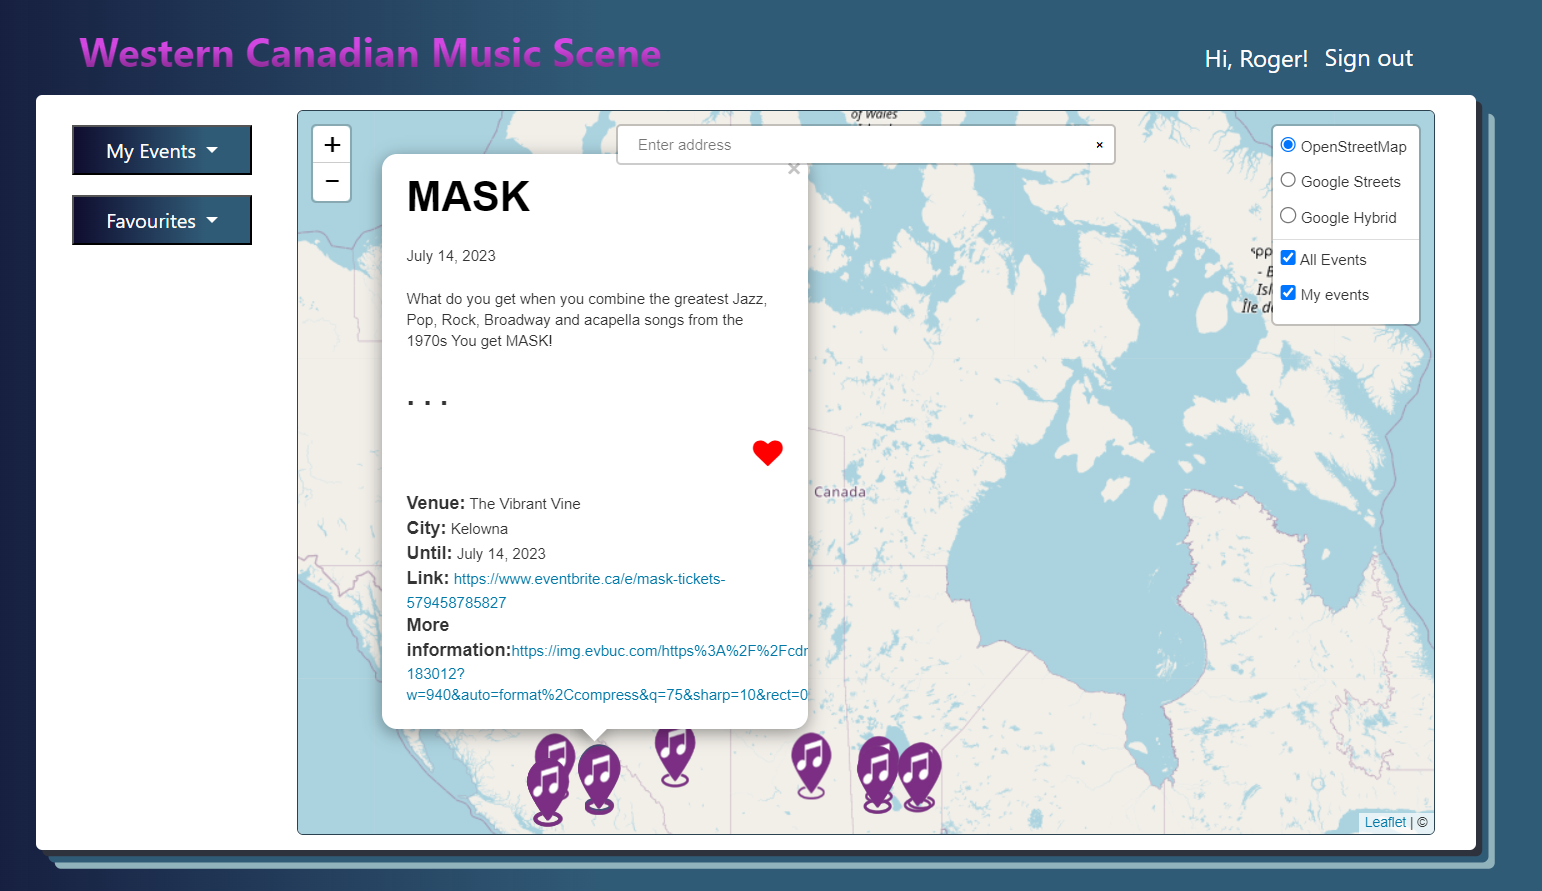 Western Canadian Music Scene
Hi, Roger!
Sign out
My Events
Favourites
+
−
of Wales
Enter address
×
×
MASK
July 14, 2023
What do you get when you combine the greatest Jazz,
Pop, Rock, Broadway and acapella songs from the
1970s You get MASK!
. . .
Venue: The Vibrant Vine
City: Kelowna
Until: July 14, 2023
Link: https://www.eventbrite.ca/e/mask-tickets-
579458785827
More
information:https://img.evbuc.com/https%3A%2F%2Fcdn
183012?
w=940&auto=format%2Ccompress&q=75&sharp=10&rect=0
Canada
OpenStreetMap
Google Streets
Google Hybrid
All Events
My events
Île de
Leaflet | ©